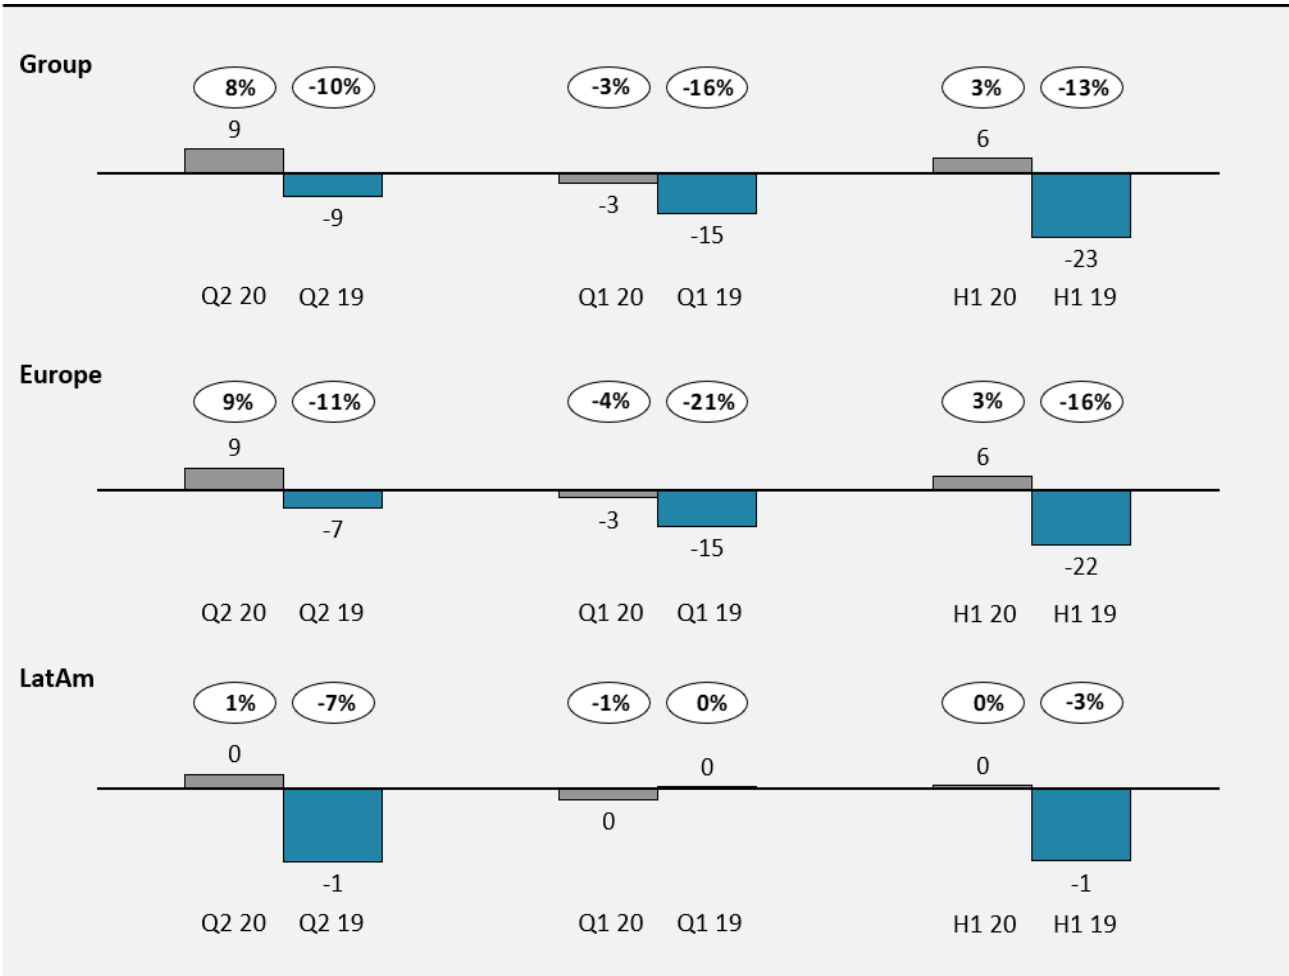 Group
8% -10% -3% -16% 3% -13%
9
6
-3
-9
-15
-23
Q2 20 Q2 19 Q1 20 Q1 19 H1 20 H1 19
Europe
9% -11% -4% -21% 3% -16%
9
6
-3
-7
-15
-22
Q2 20 Q2 19 Q1 20 Q1 19 H1 20 H1 19
LatAm
1% -7% -1% 0% 0% -3%
0
0 0
0
-1 -1
Q2 20 Q2 19 Q1 20 Q1 19 H1 20 H1 19